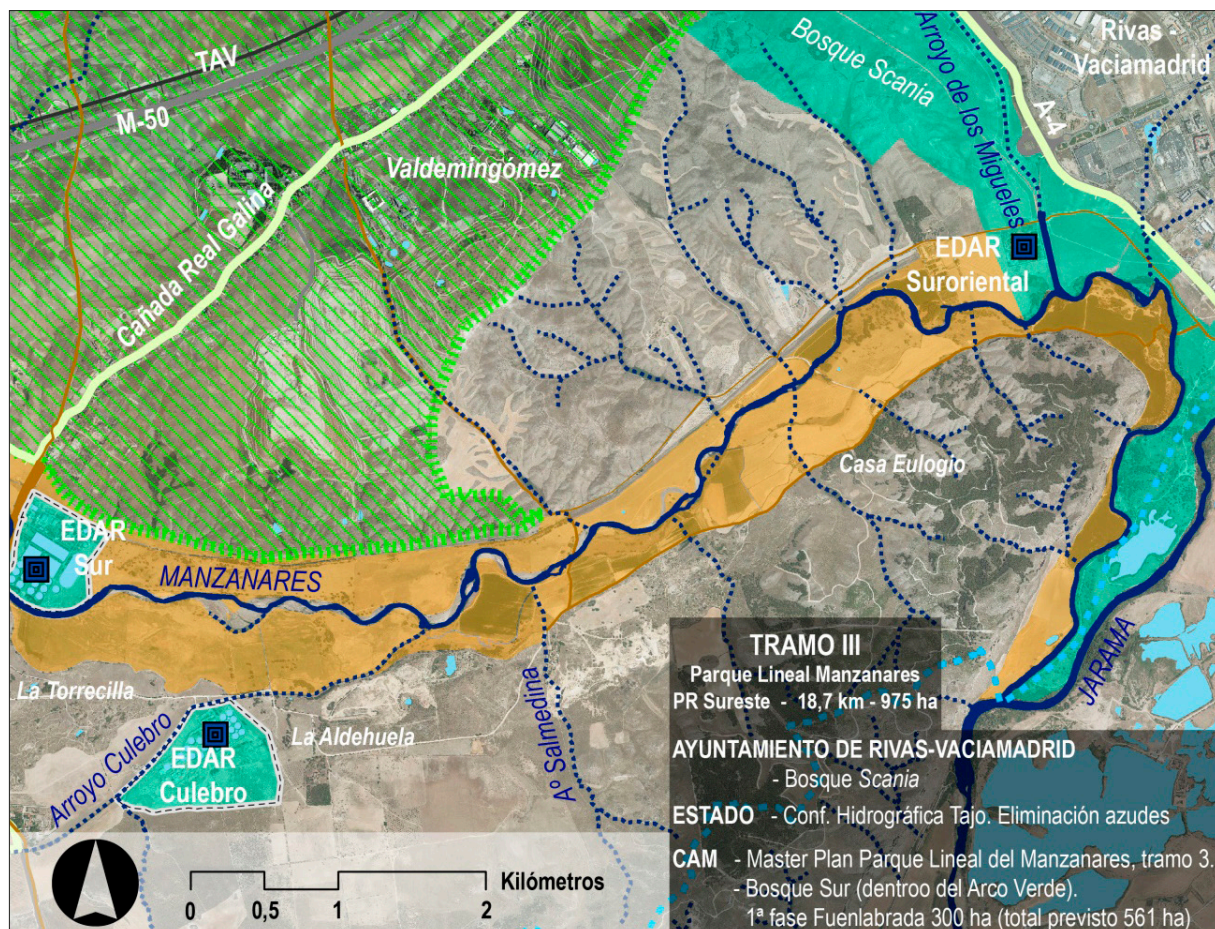 TAV
M-50
Cañada Real Galina
Valdemingómez
Bosque Scania
Arroyo de los Migueles
Rivas -
Vaciamadrid
A-4
EDAR
Suroriental
Casa Eulogio
EDAR
Sur
MANZANARES
La Torrecilla
Arroyo Culebro
EDAR
Culebro
La Aldehuela
Aº Salmedina
JARAMA
TRAMO III
Parque Lineal Manzanares
PR Sureste - 18,7 km - 975 ha
AYUNTAMIENTO DE RIVAS-VACIAMADRID
- Bosque Scania
ESTADO - Conf. Hidrográfica Tajo. Eliminación azudes
CAM - Master Plan Parque Lineal del Manzanares, tramo 3.
- Bosque Sur (dentroo del Arco Verde).
1ª fase Fuenlabrada 300 ha (total previsto 561 ha)
Kilómetros
0 0,5 1 2